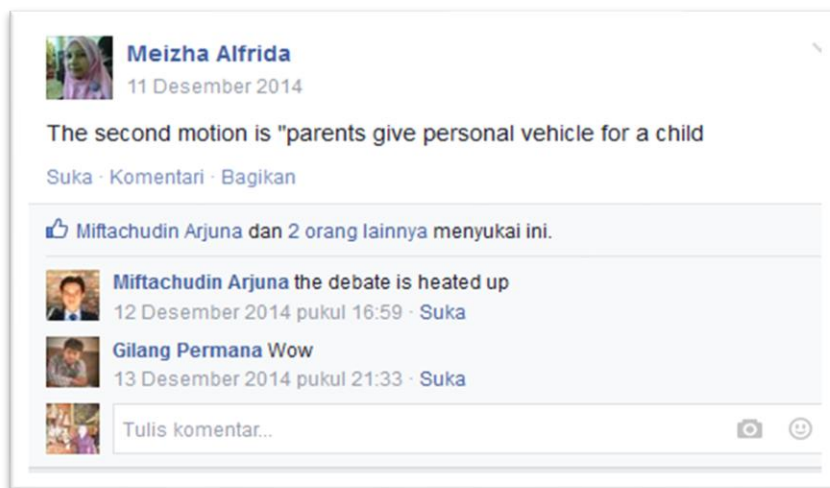 Meizha Alfrida
11 Desember 2014
The second motion is "parents give personal vehicle for a child
Suka · Komentari · Bagikan
Miftachudin Arjuna dan 2 orang lainnya menyukai ini.
Miftachudin Arjuna the debate is heated up
12 Desember 2014 pukul 16:59 · Suka
Gilang Permana Wow
13 Desember 2014 pukul 21:33 · Suka
Tulis komentar...